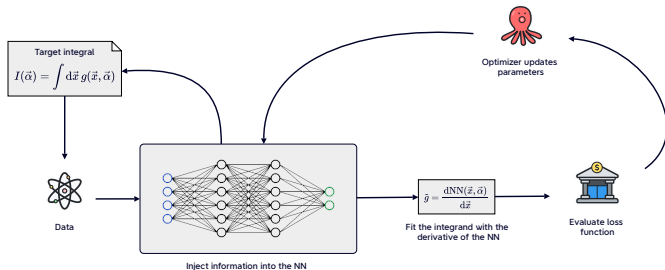 Target integral
I(α⃗) = ∫ dx⃗ g(x⃗, α⃗)
Optimizer updates
parameters
$
g̃ = dNN(x⃗, α⃗) / dx⃗
Data
Fit the integrand with the
derivative of the NN
Evaluate loss
function
Inject information into the NN